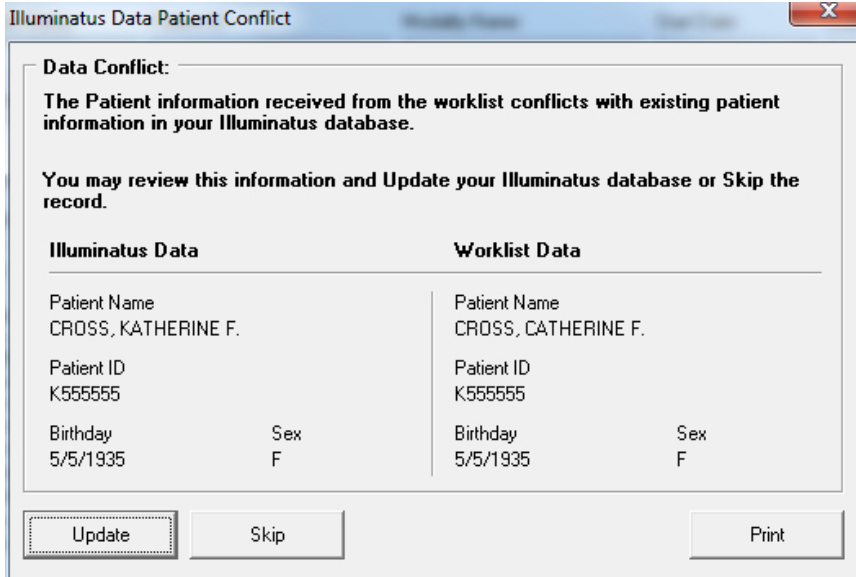 Illuminatus Data Patient Conflict
Data Conflict:
The Patient information received from the worklist conflicts with existing patient
information in your Illuminatus database.
You may review this information and Update your Illuminatus database or Skip the
record.
Illuminatus Data
Worklist Data
Patient Name
CROSS, KATHERINE F.
Patient ID
K555555
Birthday Sex
5/5/1935 F
Patient Name
CROSS, CATHERINE F.
Patient ID
K555555
Birthday Sex
5/5/1935 F
Update
Skip
Print